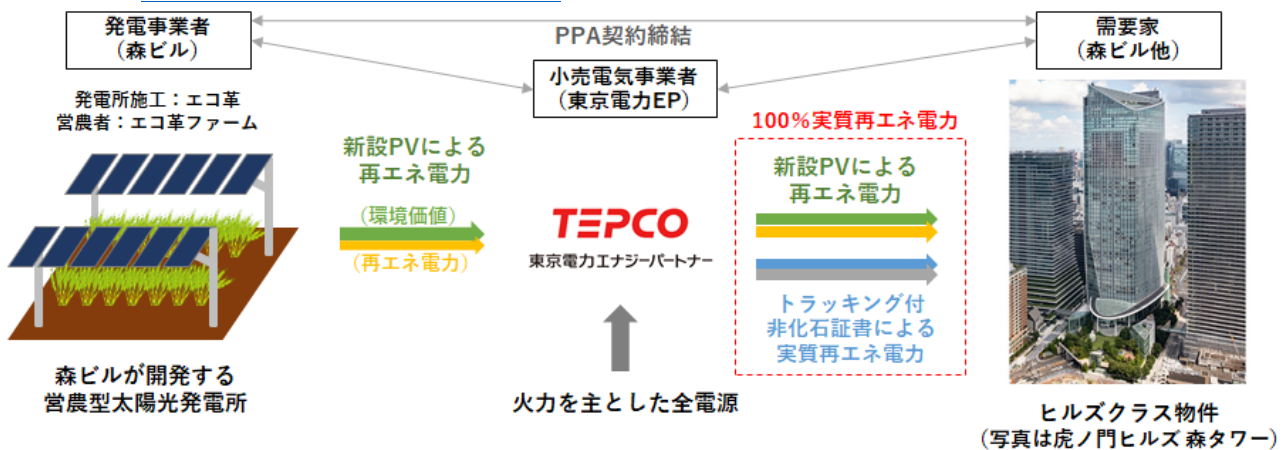 発電事業者
（森ビル）
PPA契約締結
需要家
（森ビル他）
小売電気事業者
（東京電力EP）
発電所施工：エコ革
営農者：エコ革ファーム
新設PVによる
再エネ電力
（環境価値）
（再エネ電力）
TEPCO
東京電力エナジーパートナー
100％実質再エネ電力
新設PVによる
再エネ電力
トラッキング付
非化石証書による
実質再エネ電力
森ビルが開発する
営農型太陽光発電所
火力を主とした全電源
ヒルズクラス物件
（写真は虎ノ門ヒルズ 森タワー）